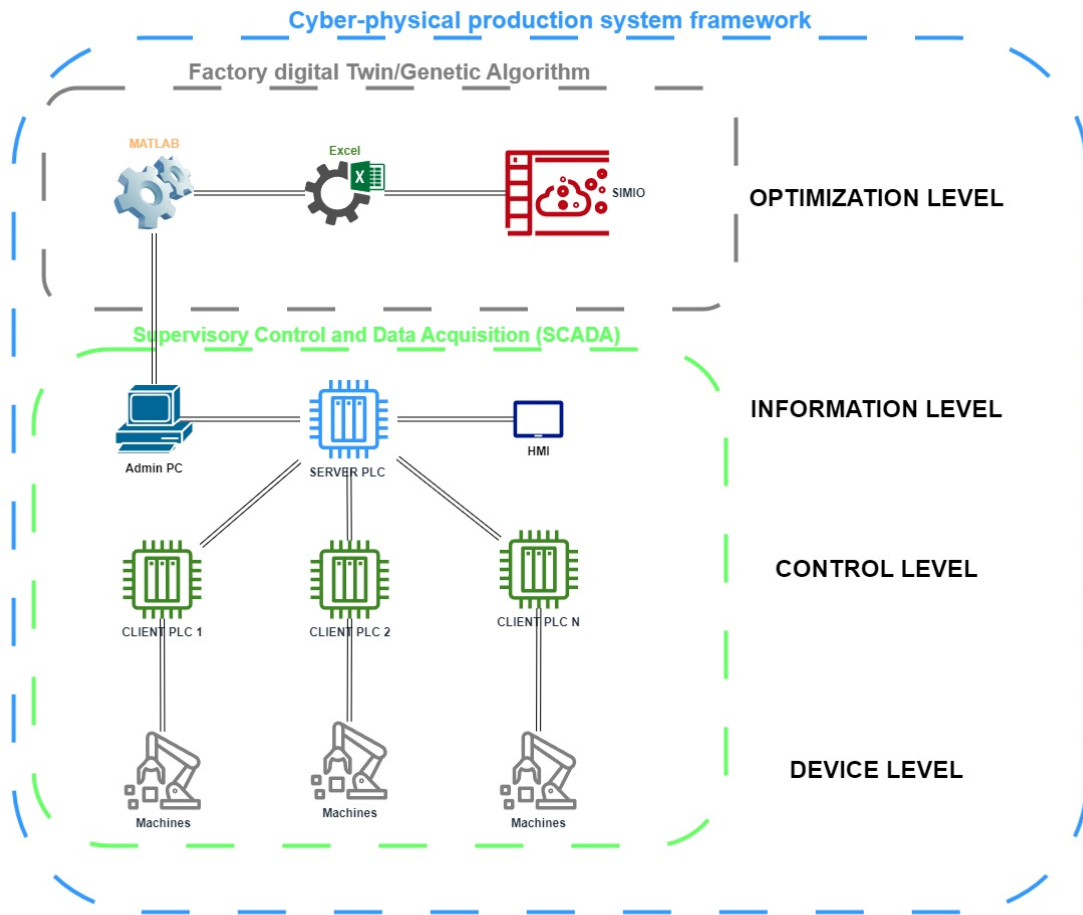 Cyber-physical production system framework
Factory digital Twin/Genetic Algorithm
MATLAB
Excel
X
SIMIO
OPTIMIZATION LEVEL
Supervisory Control and Data Acquisition (SCADA)
INFORMATION LEVEL
Admin PC
SERVER PLC
HMI
CONTROL LEVEL
CLIENT PLC 1
CLIENT PLC 2
CLIENT PLC N
DEVICE LEVEL
Machines
Machines
Machines